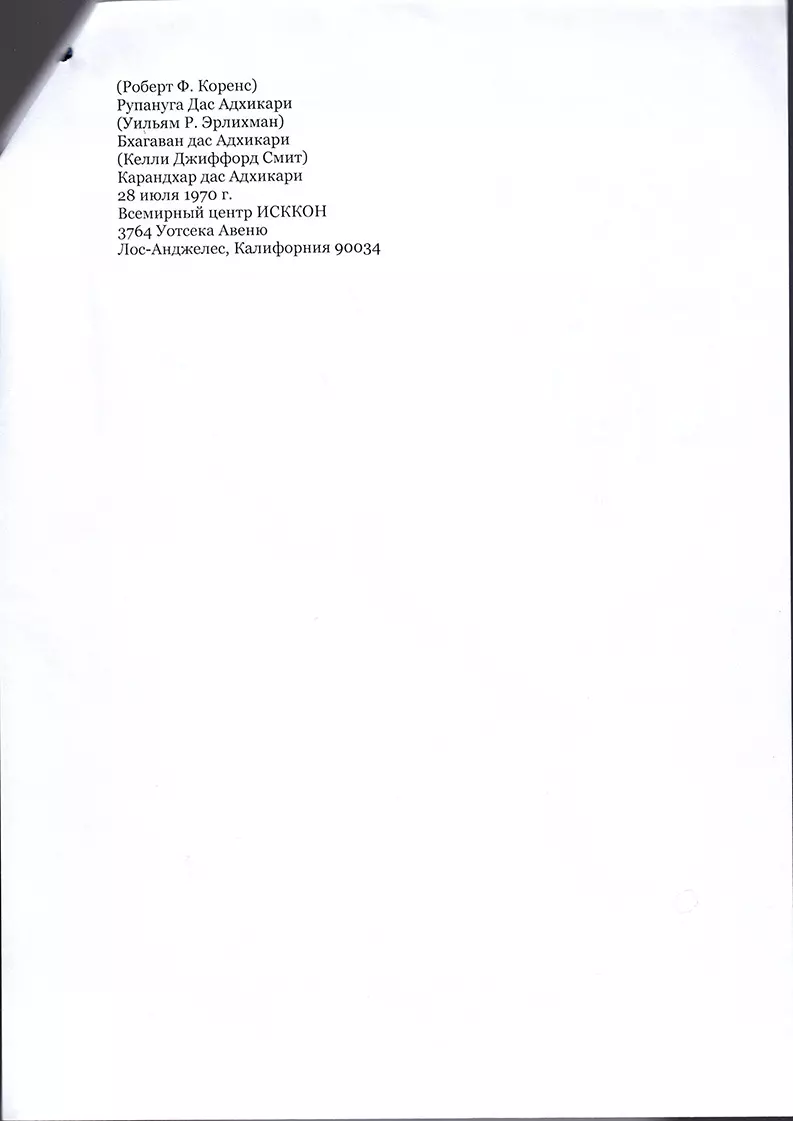 (Роберт Ф. Коренс)
Рупануга Дас Адхикари
(Уильям Р. Эрлихман)
Бхагаван дас Адхикари
(Келли Джиффорд Смит)
Карандхар дас Адхикари
28 июля 1970 г.
Всемирный центр ИСККОН
3764 Уотсека Авеню
Лос-Анджелес, Калифорния 90034